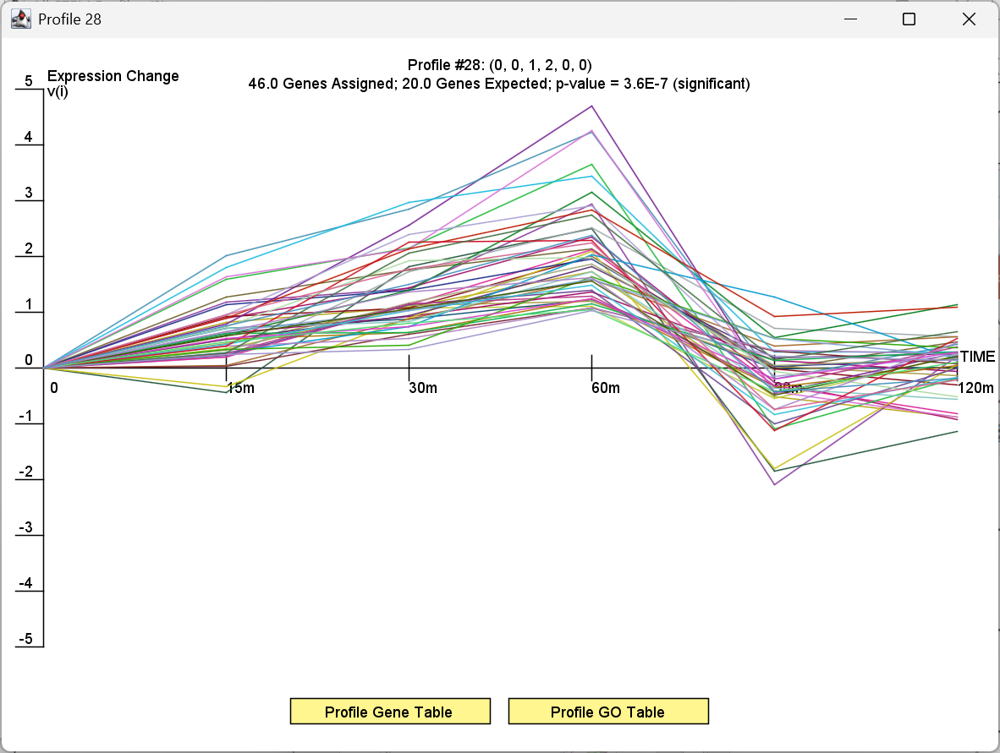 Profile 28
Profile #28: (0, 0, 1, 2, 0, 0)
46.0 Genes Assigned; 20.0 Genes Expected; p-value = 3.6E-7 (significant)
Expression Change
v(i)
5
4
3
2
1
0
-1
-2
-3
-4
-5
TIME
0 15m 30m 60m 90m 120m
Profile Gene Table Profile GO Table